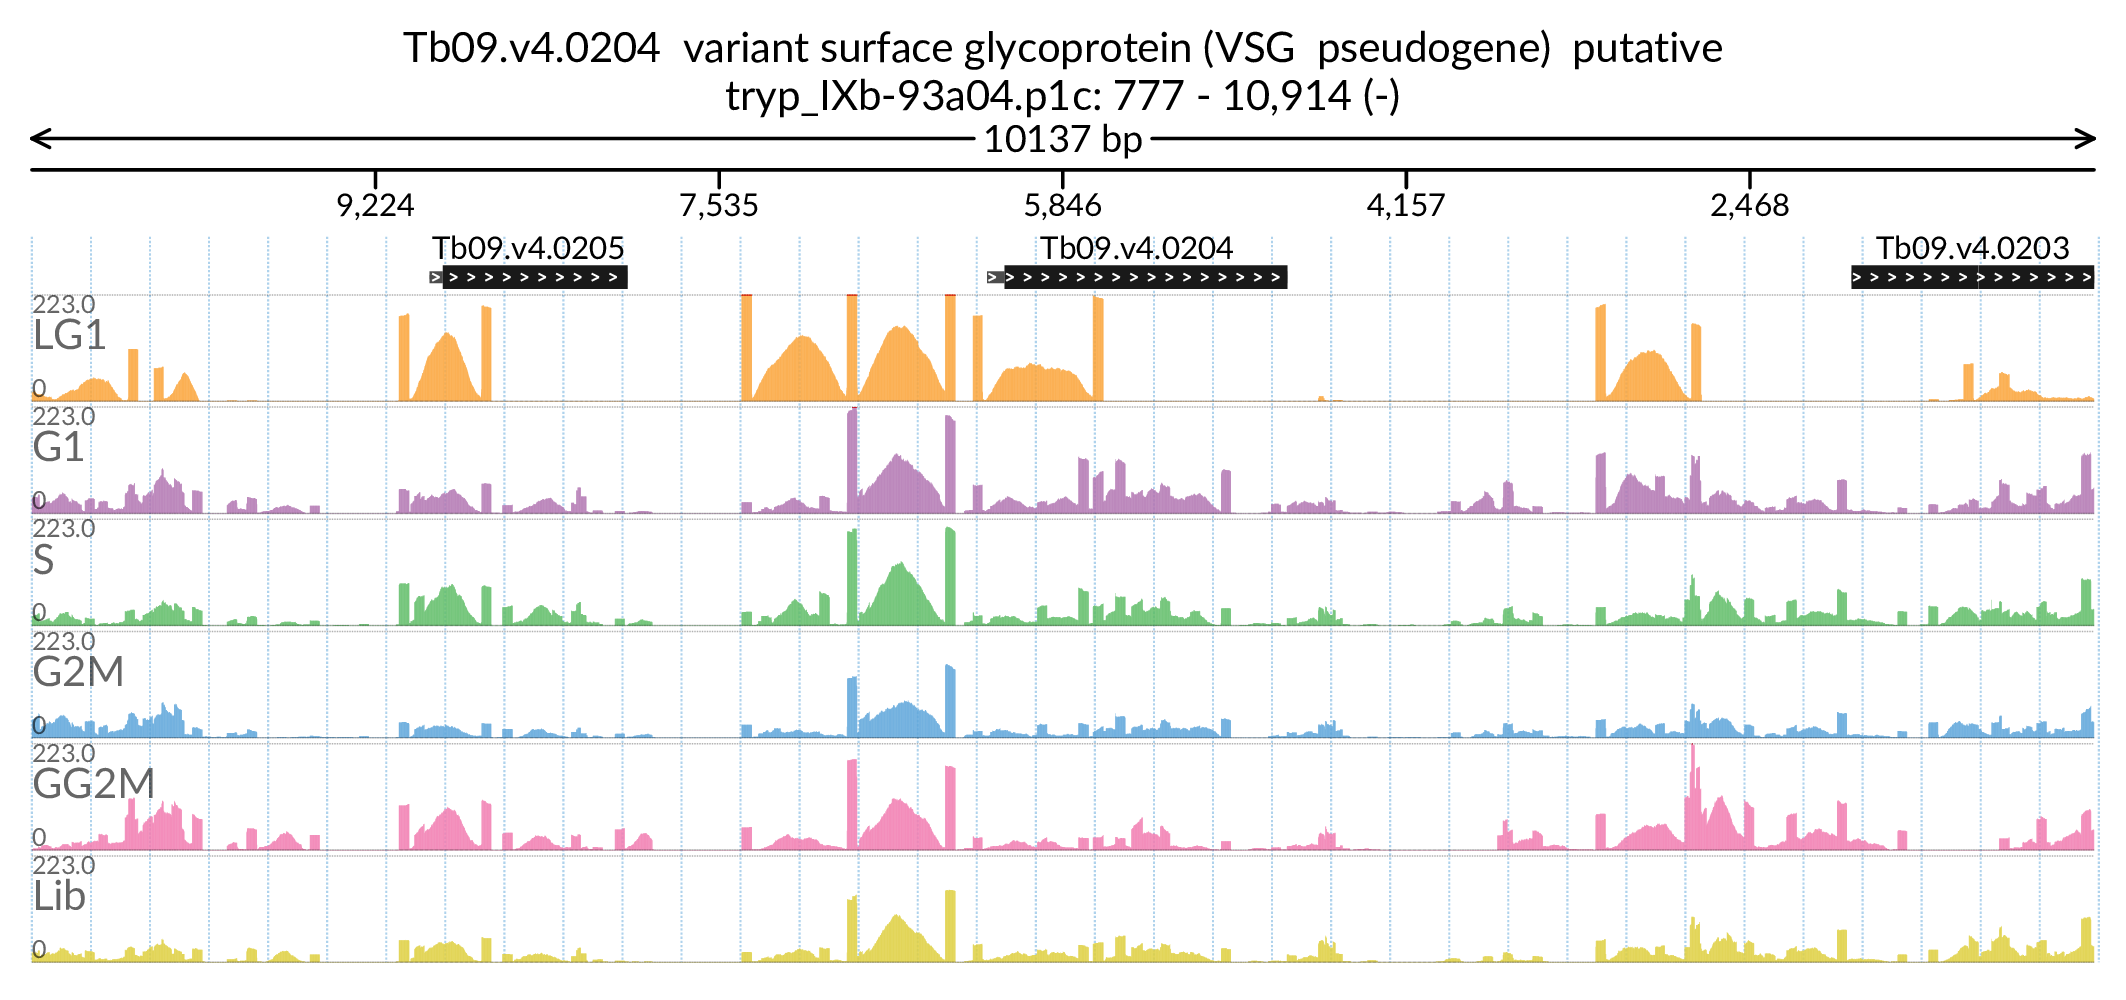 Tb09.v4.0204 variant surface glycoprotein (VSG pseudogene) putative
tryp_IXb-93a04.p1c: 777 - 10,914 (-)
10137 bp
9,224 7,535 5,846 4,157 2,468
Tb09.v4.0205 Tb09.v4.0204 Tb09.v4.0203
223.0
LG1
0
223.0
G1
0
223.0
S
0
223.0
G2M
0
223.0
GG2M
0
223.0
Lib
0